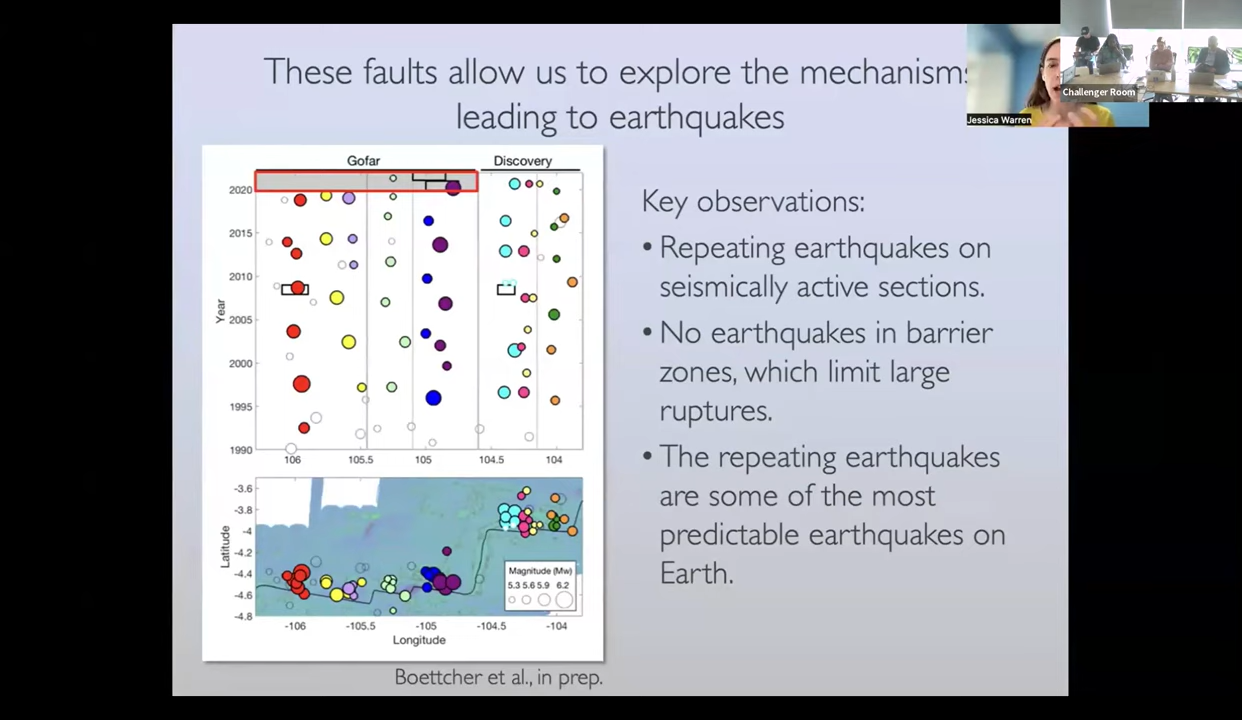 These faults allow us to explore the mechanisms
leading to earthquakes
Jessica Warren
Challenger Room
Gofar
Discovery
2020
2015
2010
2005
2000
1995
1990
Year
106
105.5
105
104.5
104
-3.6
-3.8
-4
-4.2
-4.4
-4.6
-4.8
Latitude
Magnitude (Mw)
5.3 5.6 5.9 6.2
-106
-105.5
-105
-104.5
-104
Longitude
Boettcher et al., in prep.
Key observations:
• Repeating earthquakes on
seismically active sections.
• No earthquakes in barrier
zones, which limit large
ruptures.
• The repeating earthquakes
are some of the most
predictable earthquakes on
Earth.